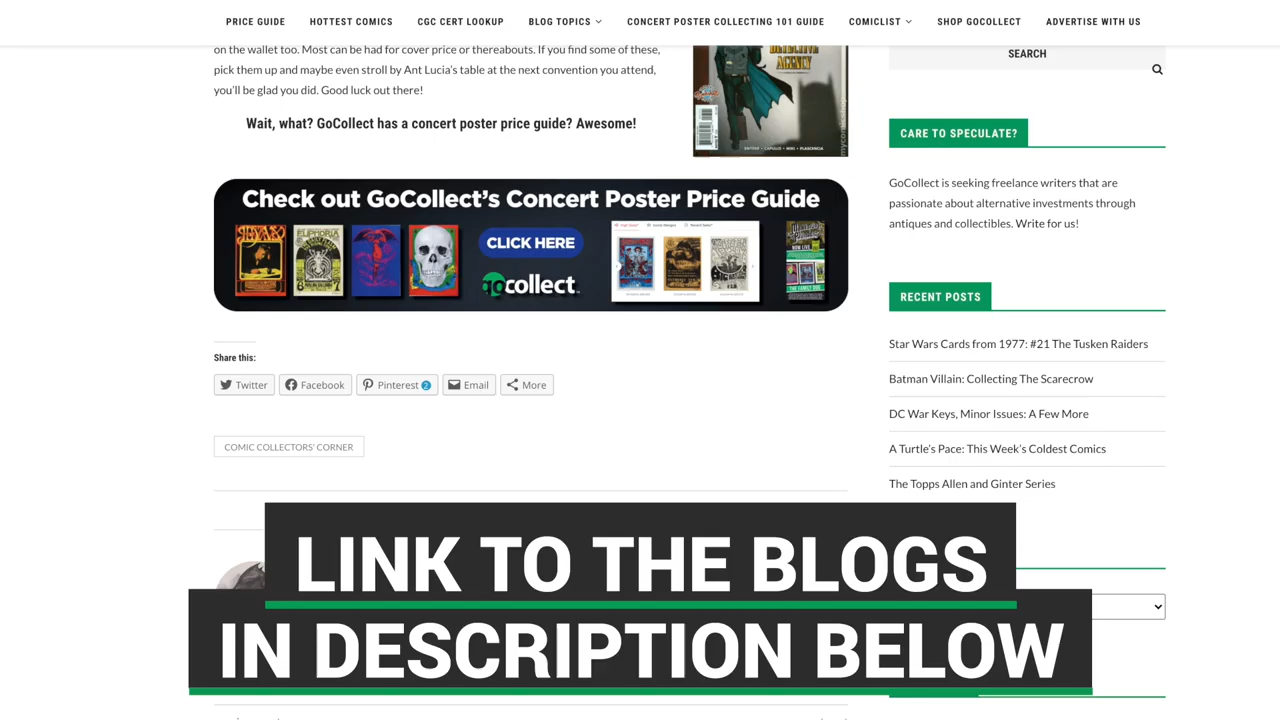 PRICE GUIDE HOTTEST COMICS CGC CERT LOOKUP BLOG TOPICS CONCERT POSTER COLLECTING 101 GUIDE COMICLIST SHOP GOCOLLECT ADVERTISE WITH US
on the wallet too. Most can be had for cover price or thereabouts. If you find some of these,
pick them up and maybe even stroll by Ant Lucia's table at the next convention you attend,
you'll be glad you did. Good luck out there!
Wait, what? GoCollect has a concert poster price guide? Awesome!
DETECTIVE
AGENCY
Check out GoCollect's Concert Poster Price Guide
CLICK HERE
gocollect
Share this:
Twitter Facebook Pinterest 2 Email More
COMIC COLLECTORS' CORNER
SEARCH
CARE TO SPECULATE?
GoCollect is seeking freelance writers that are
passionate about alternative investments through
antiques and collectibles. Write for us!
RECENT POSTS
Star Wars Cards from 1977: #21 The Tusken Raiders
Batman Villain: Collecting The Scarecrow
DC War Keys, Minor Issues: A Few More
A Turtle's Pace: This Week's Coldest Comics
The Topps Allen and Ginter Series
LINK TO THE BLOGS
IN DESCRIPTION BELOW